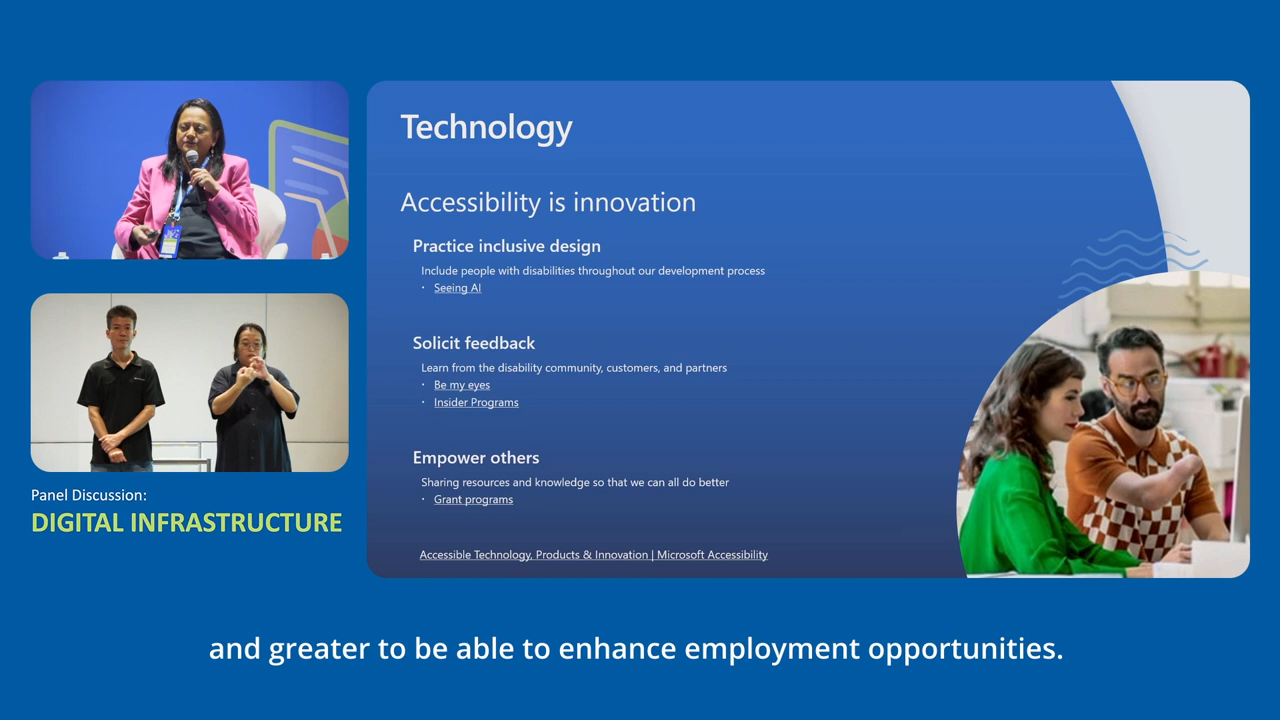 Technology
Accessibility is innovation
Practice inclusive design
Include people with disabilities throughout our development process
· Seeing AI
Solicit feedback
Learn from the disability community, customers, and partners
· Be my eyes
· Insider Programs
Empower others
Sharing resources and knowledge so that we can all do better
· Grant programs
Accessible Technology, Products & Innovation | Microsoft Accessibility
Panel Discussion:
DIGITAL INFRASTRUCTURE
and greater to be able to enhance employment opportunities.